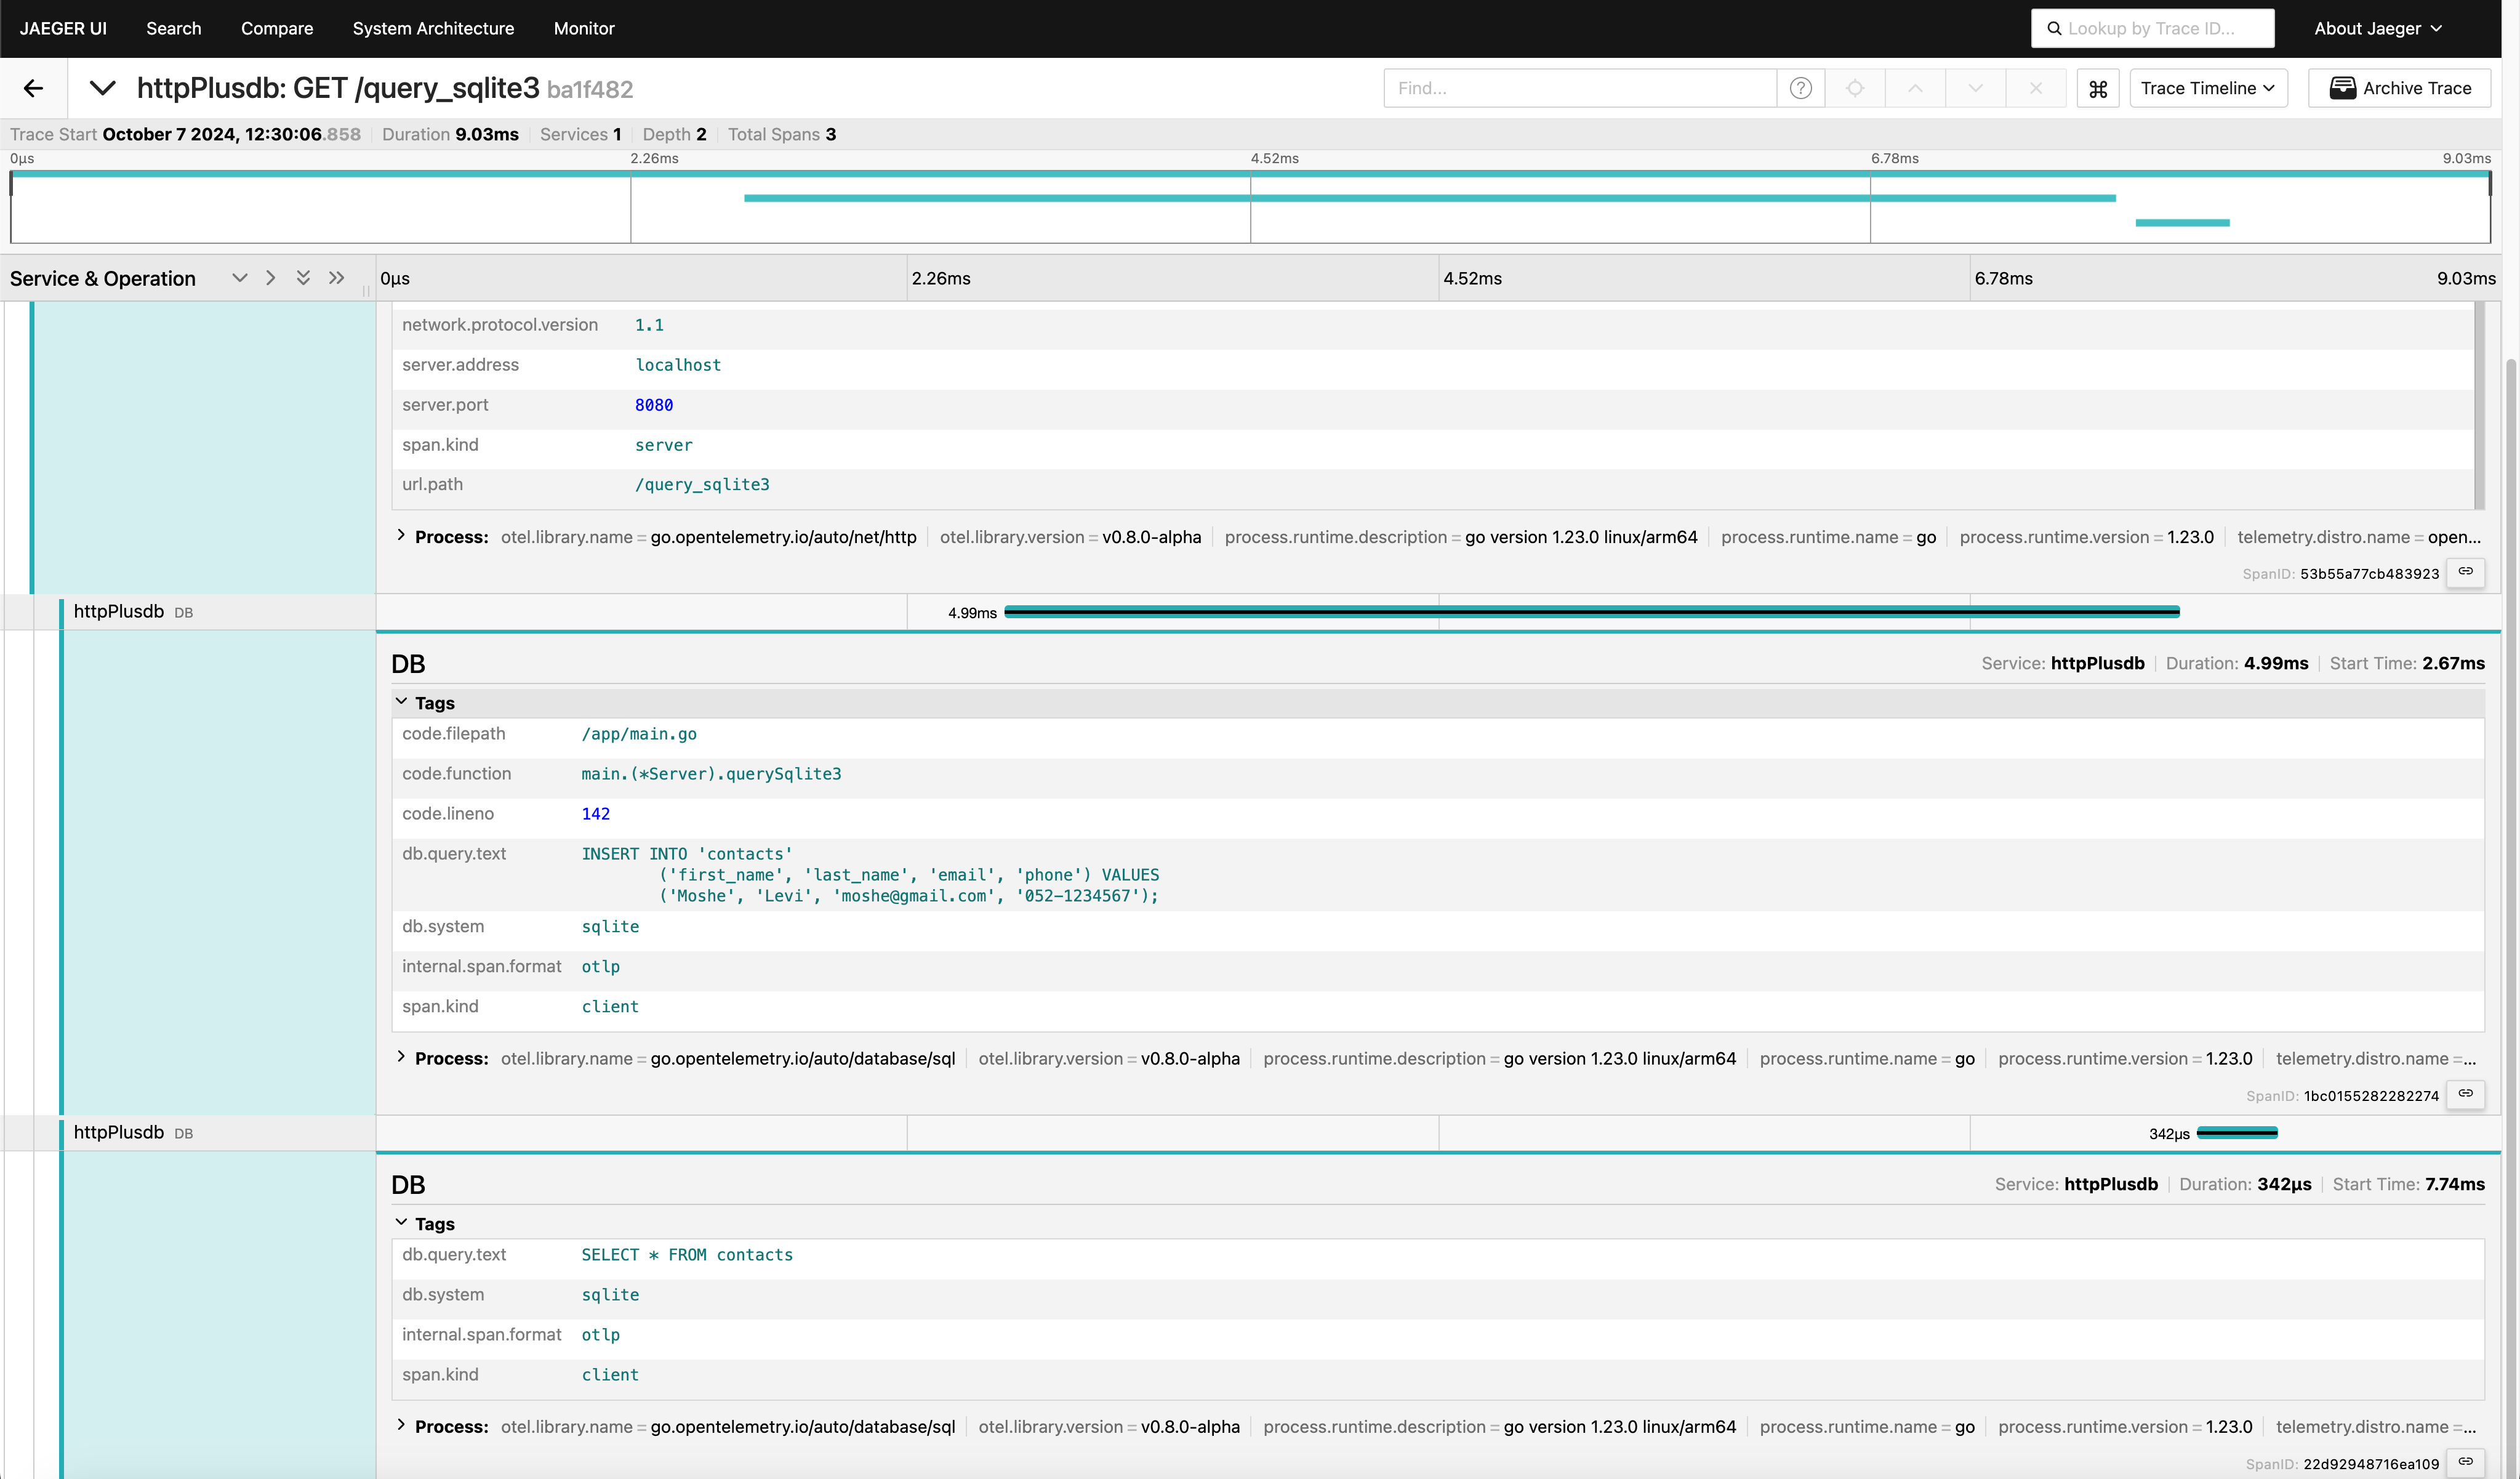 JAEGER UI Search Compare System Architecture Monitor Lookup by Trace ID... About Jaeger
httpPlusdb: GET /query_sqlite3 ba1f482 Find... Trace Timeline Archive Trace
Trace Start October 7 2024, 12:30:06.858 Duration 9.03ms Services 1 Depth 2 Total Spans 3
0μs 2.26ms 4.52ms 6.78ms 9.03ms
Service & Operation 0μs 2.26ms 4.52ms 6.78ms 9.03ms
network.protocol.version 1.1
server.address localhost
server.port 8080
span.kind server
url.path /query_sqlite3
Process: otel.library.name = go.opentelemetry.io/auto/net/http otel.library.version = v0.8.0-alpha process.runtime.description = go version 1.23.0 linux/arm64 process.runtime.name = go process.runtime.version = 1.23.0 telemetry.distro.name = open...
SpanID: 53b55a77cb483923
httpPlusdb DB 4.99ms
DB Service: httpPlusdb Duration: 4.99ms Start Time: 2.67ms
Tags
code.filepath /app/main.go
code.function main.(*Server).querySqlite3
code.lineno 142
db.query.text INSERT INTO 'contacts'
('first_name', 'last_name', 'email', 'phone') VALUES
('Moshe', 'Levi', 'moshe@gmail.com', '052-1234567');
db.system sqlite
internal.span.format otlp
span.kind client
Process: otel.library.name = go.opentelemetry.io/auto/database/sql otel.library.version = v0.8.0-alpha process.runtime.description = go version 1.23.0 linux/arm64 process.runtime.name = go process.runtime.version = 1.23.0 telemetry.distro.name =...
SpanID: 1bc0155282282274
httpPlusdb DB 342μs
DB Service: httpPlusdb Duration: 342μs Start Time: 7.74ms
Tags
db.query.text SELECT * FROM contacts
db.system sqlite
internal.span.format otlp
span.kind client
Process: otel.library.name = go.opentelemetry.io/auto/database/sql otel.library.version = v0.8.0-alpha process.runtime.description = go version 1.23.0 linux/arm64 process.runtime.name = go process.runtime.version = 1.23.0 telemetry.distro.name =...
SpanID: 22d92948716ea109